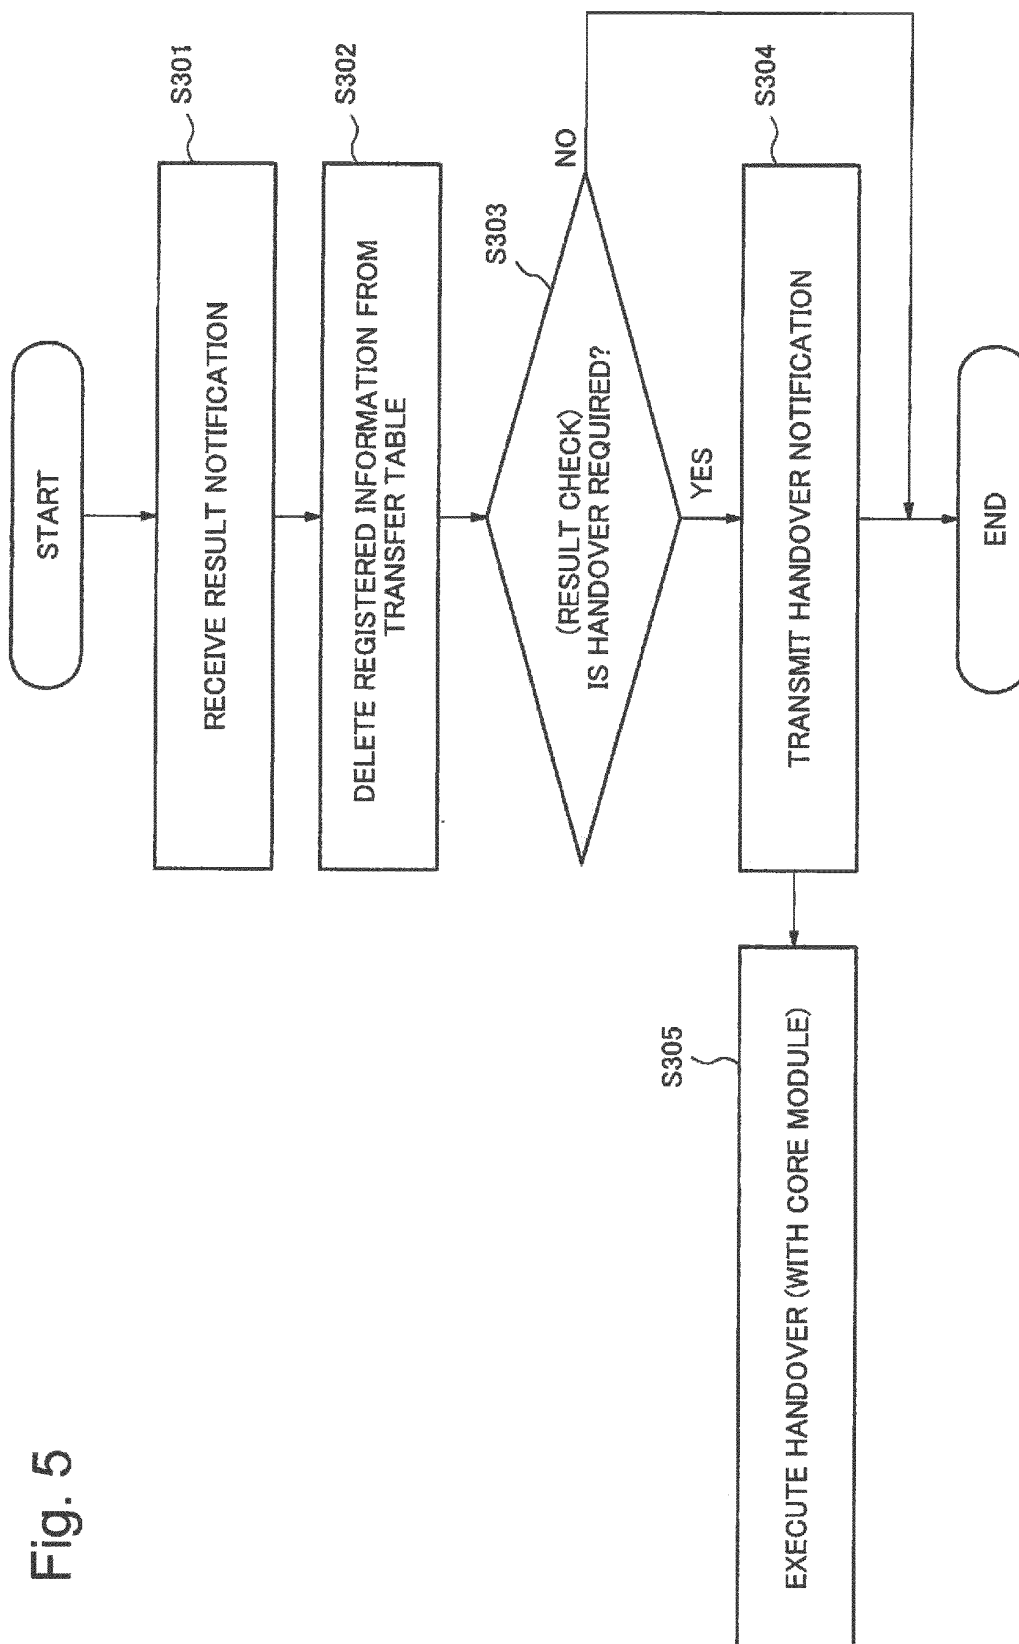 Fig. 5
START
S301
RECEIVE RESULT NOTIFICATION
S302
DELETE REGISTERED INFORMATION FROM
TRANSFER TABLE
S303
(RESULT CHECK)
IS HANDOVER REQUIRED?
NO
YES
S304
TRANSMIT HANDOVER NOTIFICATION
S305
EXECUTE HANDOVER (WITH CORE MODULE)
END